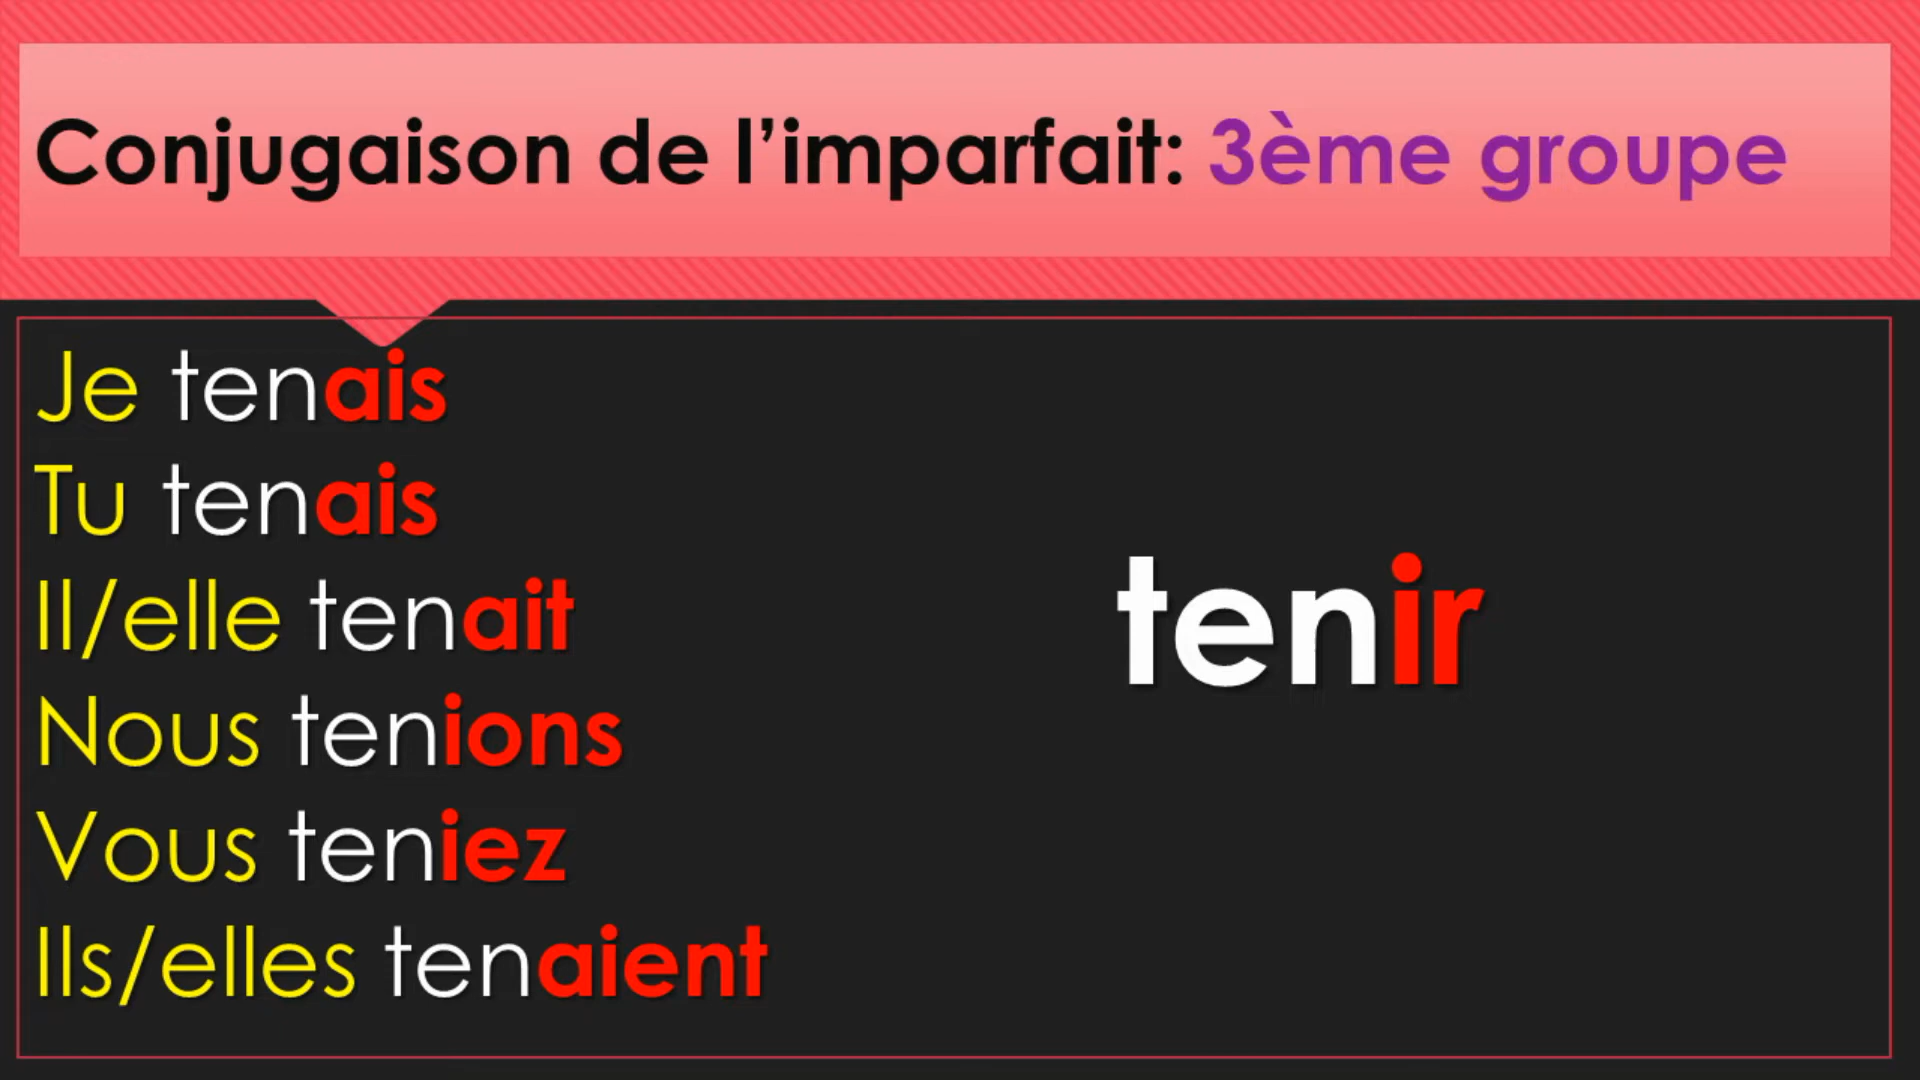 Conjugaison de l’imparfait: 3ème groupe
Je tenais
Tu tenais
Il/elle tenait
Nous tenions
Vous teniez
Ils/elles tenaient
tenir